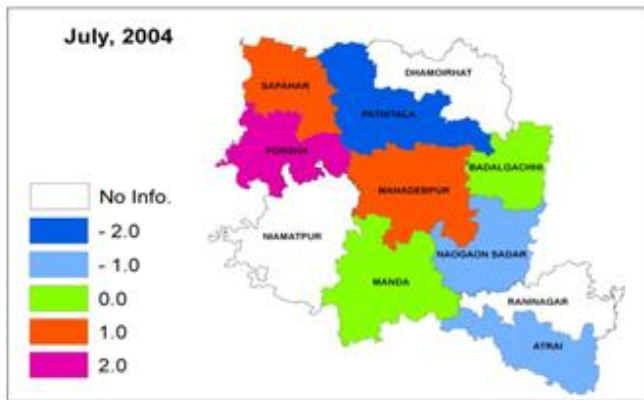 July, 2004
DHAMOIRHAT
SAPAHAR
PATNITALA
PORSHA
BADALGACHHI
MAHADEBPUR
No Info.
- 2.0
NIAMATPUR
- 1.0
NAOGAON SADAR
MANDA
0.0
RANINAGAR
1.0
ATRAI
2.0